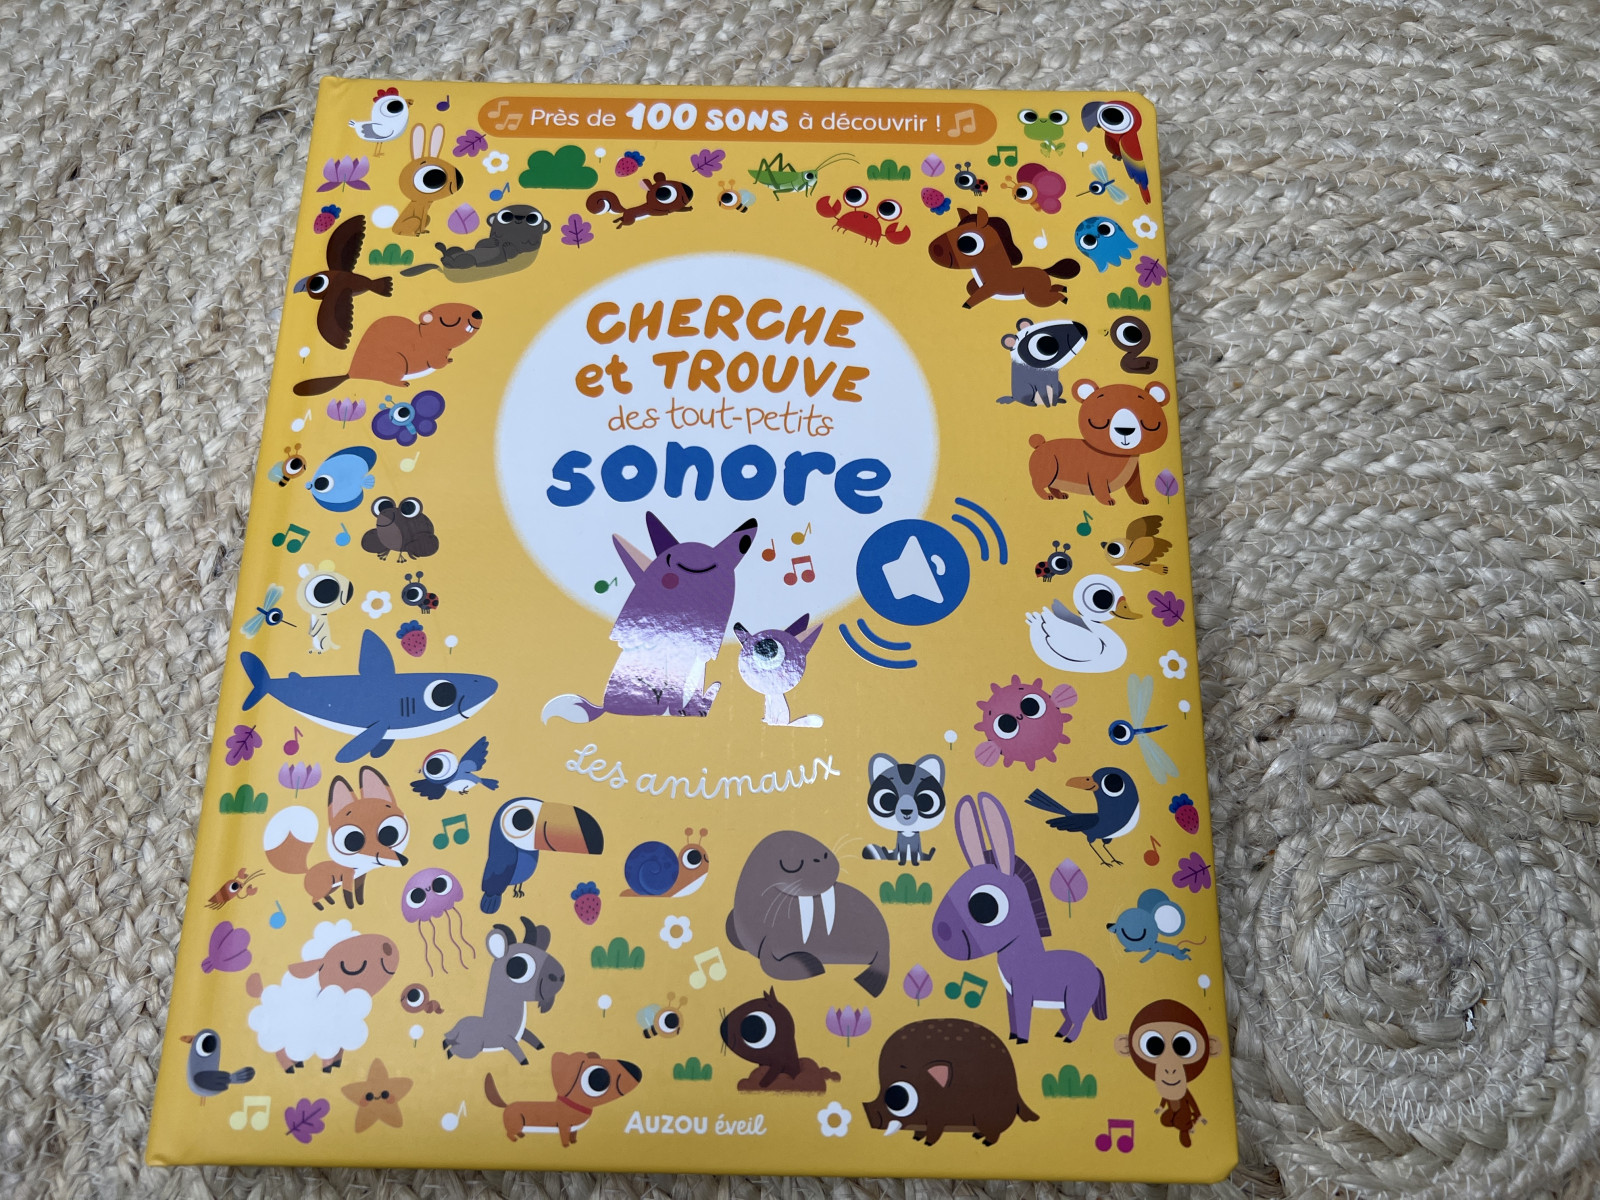 Près de 100 SONS à découvrir !
CHERCHE
et TROUVE
des tout-petits
sonore
Les animaux
AUZOU éveil